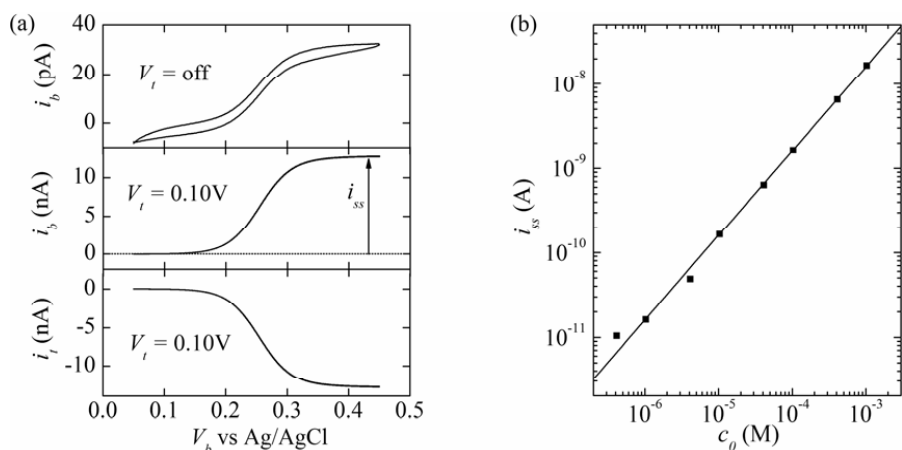 (a)
40
20
0
i_b (pA)
V_t = off
10
5
0
i_b (nA)
V_t = 0.10V
i_ss
0
-5
-10
i_t (nA)
V_t = 0.10V
0.0 0.1 0.2 0.3 0.4 0.5
V_b vs Ag/AgCl
(b)
10^-8
10^-9
10^-10
10^-11
i_ss (A)
10^-6 10^-5 10^-4 10^-3
c_0 (M)